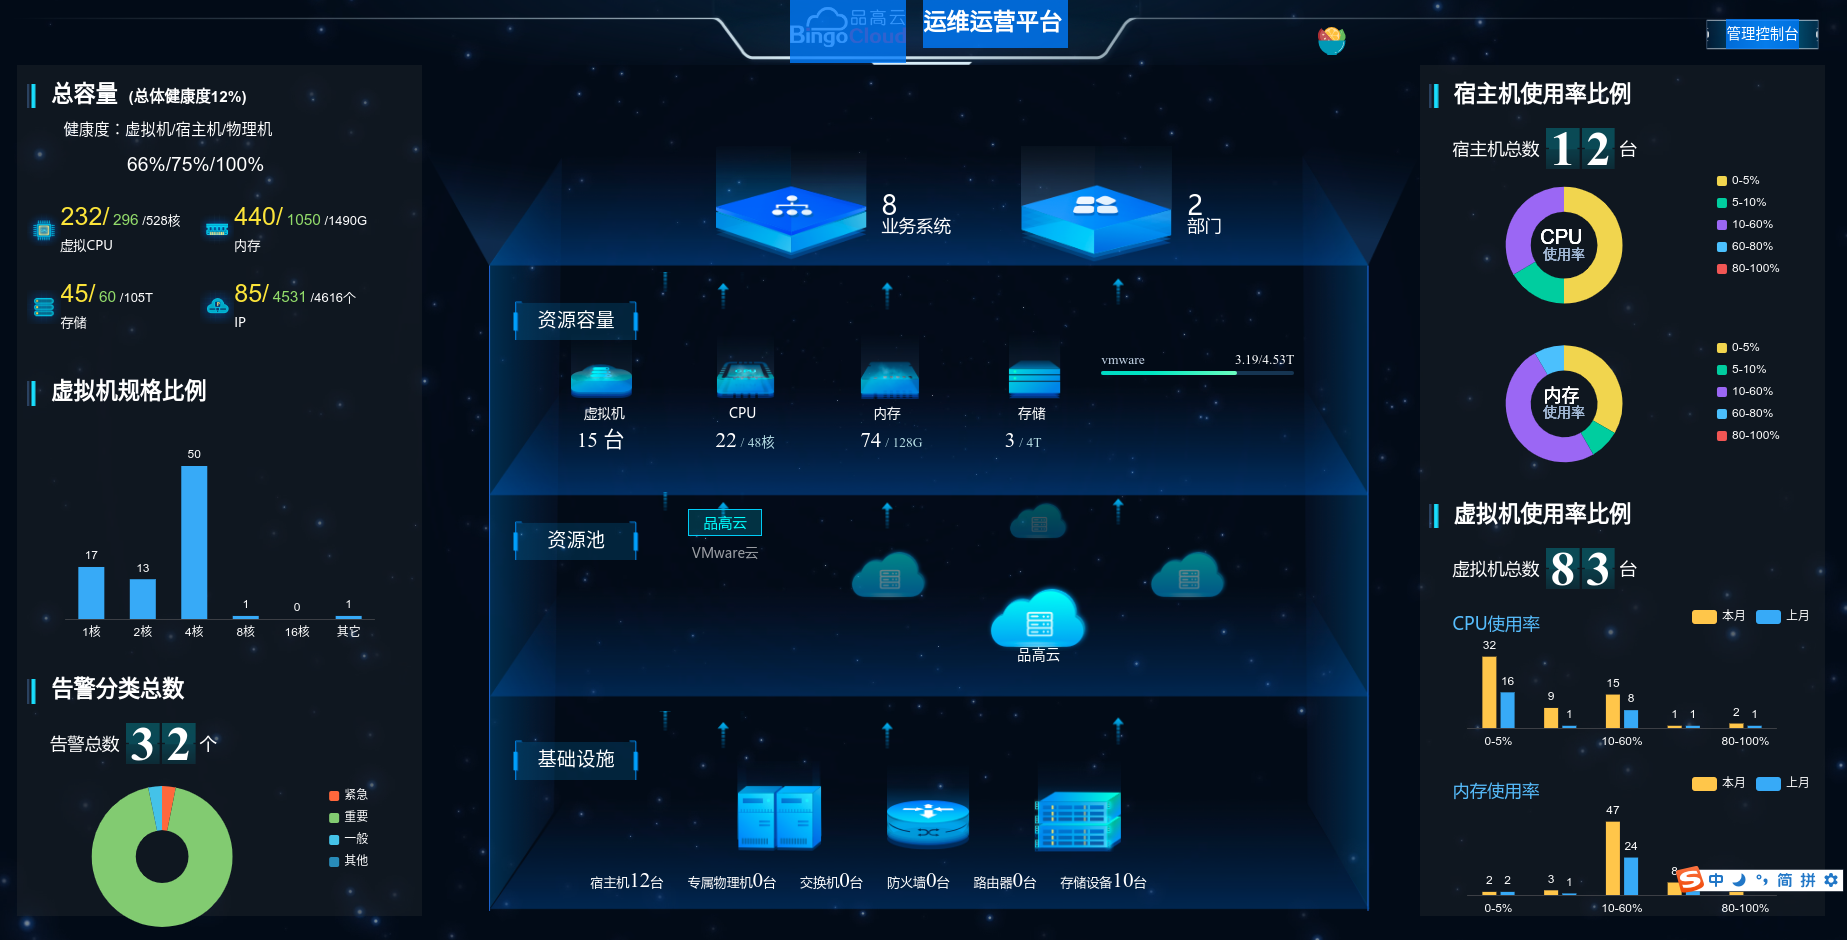 品高云
BingoCloud
运维运营平台
管理控制台
总容量 (总体健康度12%)
健康度：虚拟机/宿主机/物理机
66%/75%/100%
232/ 296 /528核
虚拟CPU
440/ 1050 /1490G
内存
45/ 60 /105T
存储
85/ 4531 /4616个
IP
虚拟机规格比例
17
13
50
1
0
1
1核
2核
4核
8核
16核
其它
告警分类总数
告警总数 32 个
紧急
重要
一般
其他
8
业务系统
2
部门
资源容量
虚拟机
15 台
CPU
22 / 48核
内存
74 / 128G
存储
3 / 4T
vmware 3.19/4.53T
资源池
品高云
VMware云
品高云
基础设施
宿主机10台
专属物理机0台
交换机0台
防火墙0台
路由器0台
存储设备10台
宿主机使用率比例
宿主机总数 12 台
CPU
使用率
0-5%
5-10%
10-60%
60-80%
80-100%
内存
使用率
0-5%
5-10%
10-60%
60-80%
80-100%
虚拟机使用率比例
虚拟机总数 83 台
CPU使用率
本月
上月
32
16
9
1
15
8
1
1
2
1
0-5%
10-60%
80-100%
内存使用率
本月
上月
2
2
3
1
47
24
8
0-5%
10-60%
80-100%
中
简
拼